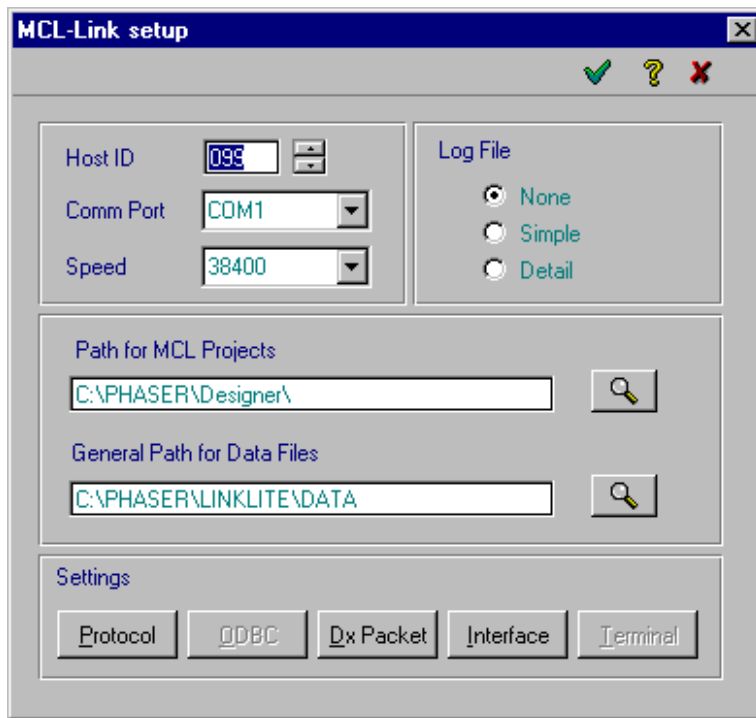 MCL-Link setup
Host ID 099
Comm Port COM1
Speed 38400
Log File
None
Simple
Detail
Path for MCL Projects
C:\PHASER\Designer\
General Path for Data Files
C:\PHASER\LINKLITE\DATA
Settings
Protocol ODBC Dx Packet Interface Terminal